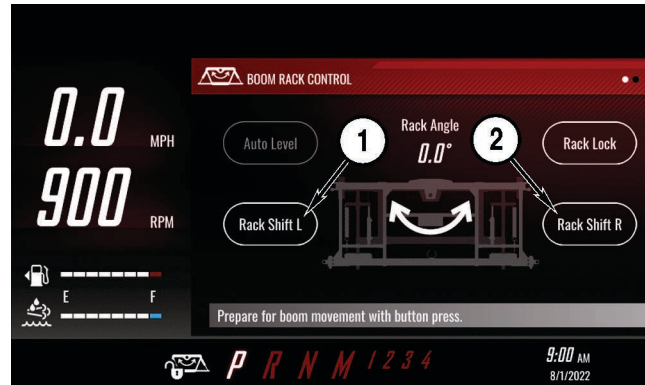 BOOM RACK CONTROL
0.0 MPH
900 RPM
E F
Auto Level
1
Rack Angle
0.0°
2
Rack Lock
Rack Shift L
Rack Shift R
Prepare for boom movement with button press.
P R N M 1 2 3 4
9:00 AM
8/1/2022